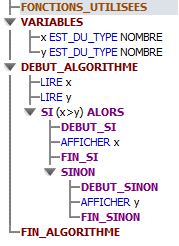 FONCTIONS_UTILISEES
VARIABLES
x EST_DU_TYPE NOMBRE
y EST_DU_TYPE NOMBRE
DEBUT_ALGORITHME
LIRE x
LIRE y
SI (x>y) ALORS
DEBUT_SI
AFFICHER x
FIN_SI
SINON
DEBUT_SINON
AFFICHER y
FIN_SINON
FIN_ALGORITHME